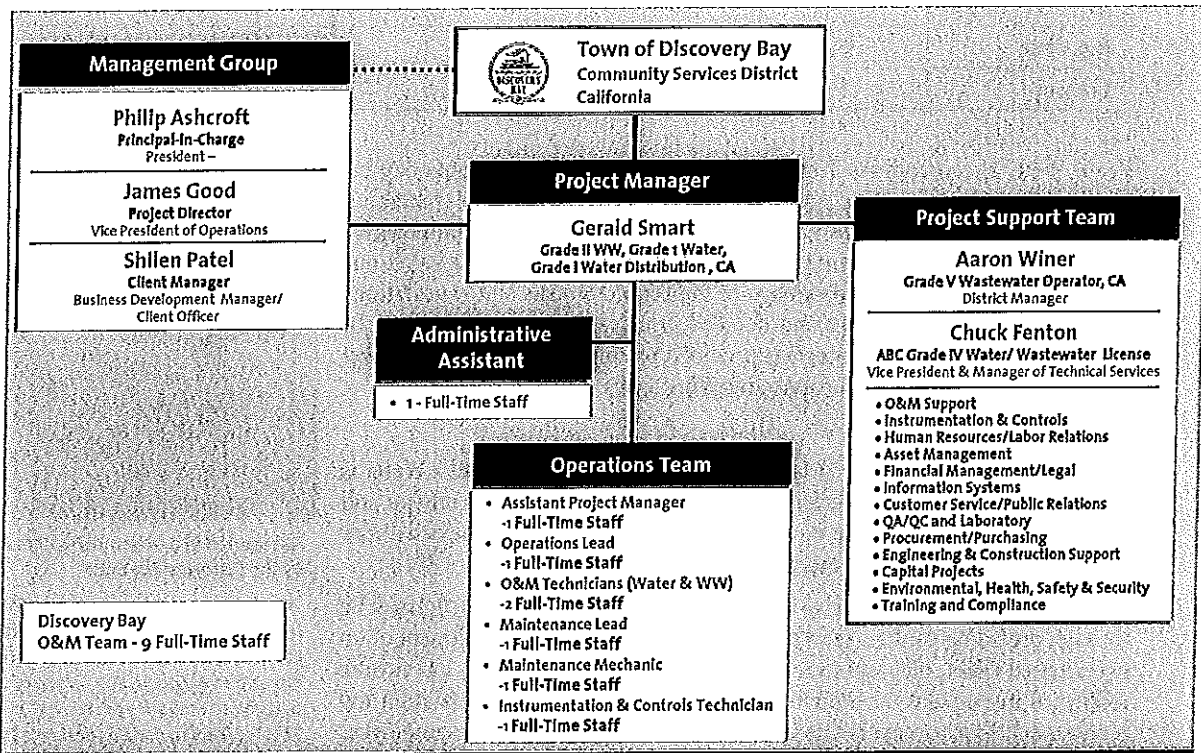 Management Group
Philip Ashcroft
Principal-in-Charge
President –
James Good
Project Director
Vice President of Operations
Shilen Patel
Client Manager
Business Development Manager/
Client Officer
DISCOVERY
BAY
Town of Discovery Bay
Community Services District
California
Project Manager
Gerald Smart
Grade II WW, Grade 1 Water,
Grade I Water Distribution , CA
Administrative
Assistant
• 1 - Full-Time Staff
Operations Team
• Assistant Project Manager
-1 Full-Time Staff
• Operations Lead
-1 Full-Time Staff
• O&M Technicians (Water & WW)
-2 Full-Time Staff
• Maintenance Lead
-1 Full-Time Staff
• Maintenance Mechanic
-1 Full-Time Staff
• Instrumentation & Controls Technician
-1 Full-Time Staff
Project Support Team
Aaron Winer
Grade V Wastewater Operator, CA
District Manager
Chuck Fenton
ABC Grade IV Water/ Wastewater License
Vice President & Manager of Technical Services
• O&M Support
• Instrumentation & Controls
• Human Resources/Labor Relations
• Asset Management
• Financial Management/Legal
• Information Systems
• Customer Service/Public Relations
• QA/QC and Laboratory
• Procurement/Purchasing
• Engineering & Construction Support
• Capital Projects
• Environmental, Health, Safety & Security
• Training and Compliance
Discovery Bay
O&M Team - 9 Full-Time Staff